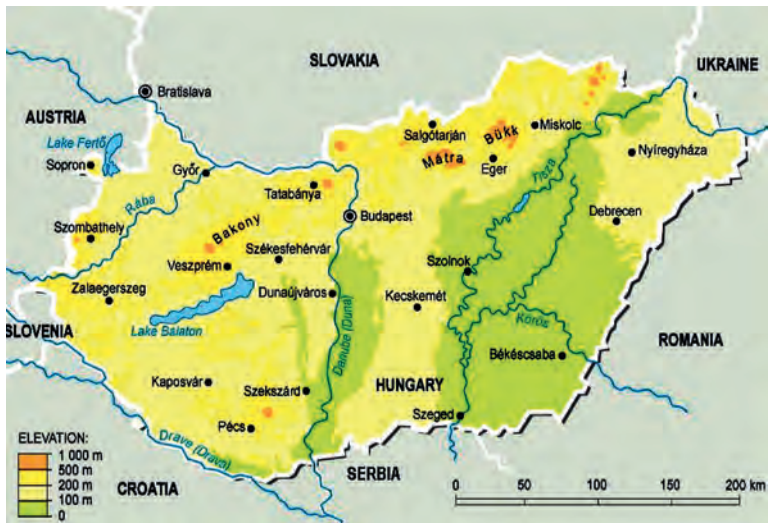 SLOVAKIA
UKRAINE
Bratislava
AUSTRIA
Lake Fertő
Sopron
Győr
Salgótarján
Bükk
Miskolc
Mátra
Eger
Nyíregyháza
Tisza
Tatabánya
Rába
Budapest
Debrecen
Szombathely
Bakony
Székesfehérvár
Veszprém
Szolnok
Zalaegerszeg
Dunaújváros
Kecskemét
SLOVENIA
Lake Balaton
Danube (Duna)
Körös
ROMANIA
Békéscsaba
Kaposvár
Szekszárd
HUNGARY
Pécs
Szeged
Drave (Drava)
ELEVATION:
1 000 m
500 m
200 m
100 m
0
CROATIA
SERBIA
0 50 100 150 200 km